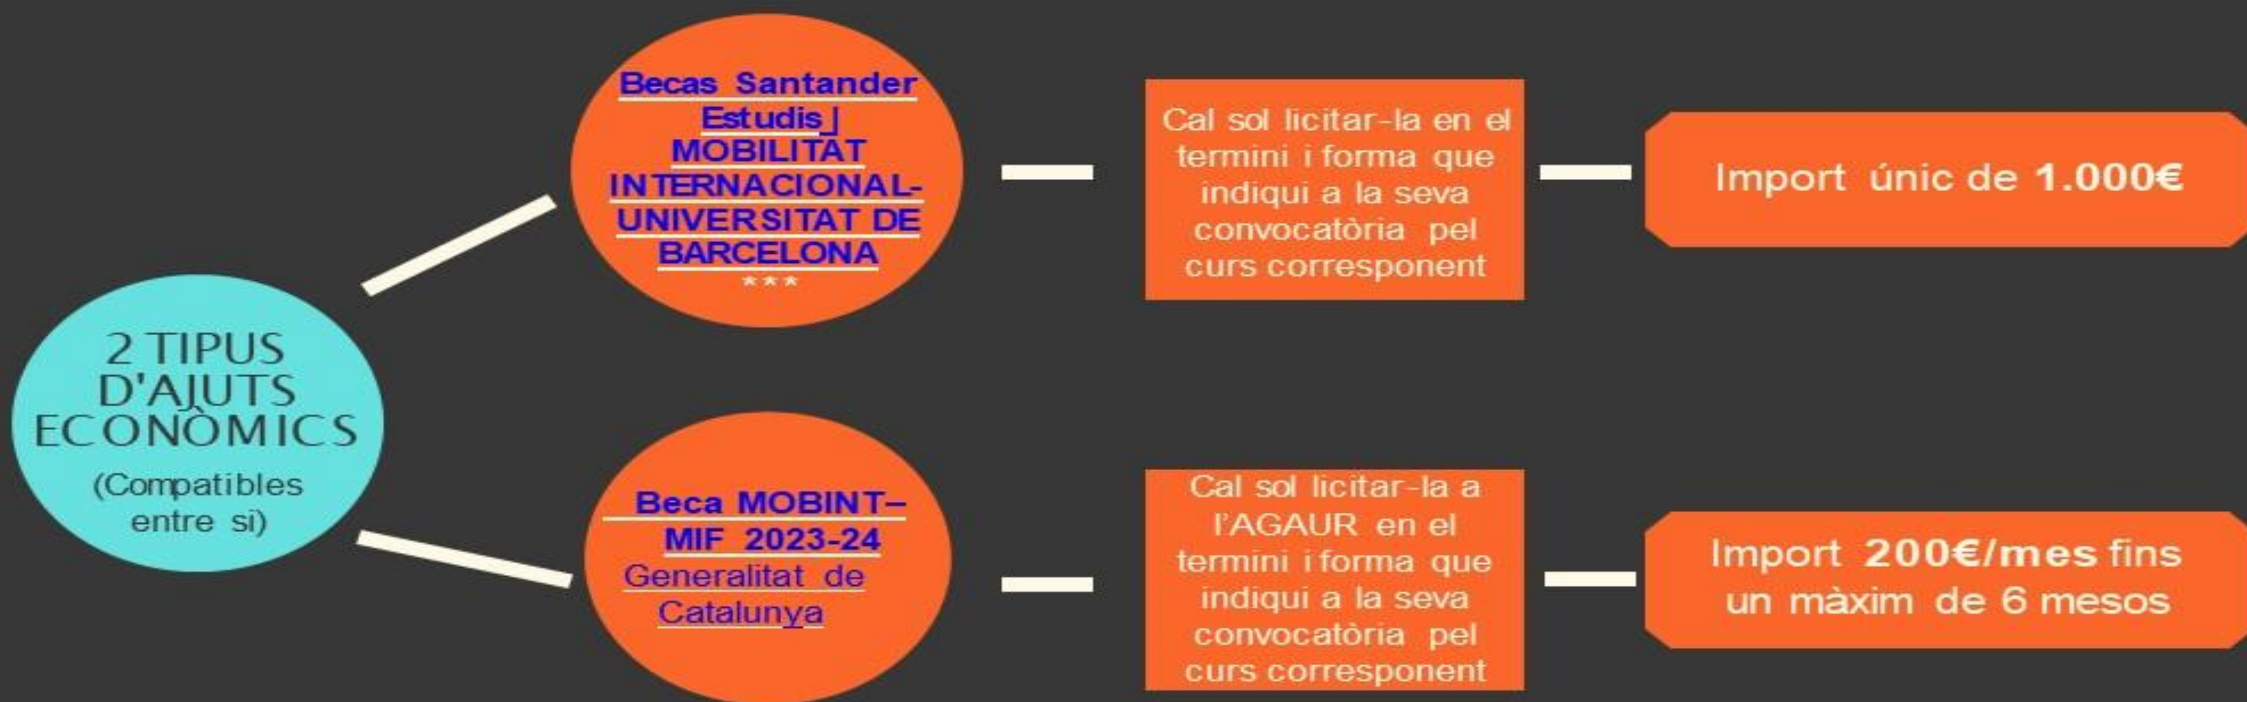 2 TIPUS
D'AJUTS
ECONÒMICS
(Compatibles
entre si)
Becas Santander
Estudis |
MOBILITAT
INTERNACIONAL-
UNIVERSITAT DE
BARCELONA
***
Cal sol licitar-la en el
termini i forma que
indiqui a la seva
convocatòria pel
curs corresponent
Import únic de 1.000€
Beca MOBINT–
MIF 2023-24
Generalitat de
Catalunya
Cal sol licitar-la a
l’AGAUR en el
termini i forma que
indiqui a la seva
convocatòria pel
curs corresponent
Import 200€/mes fins
un màxim de 6 mesos